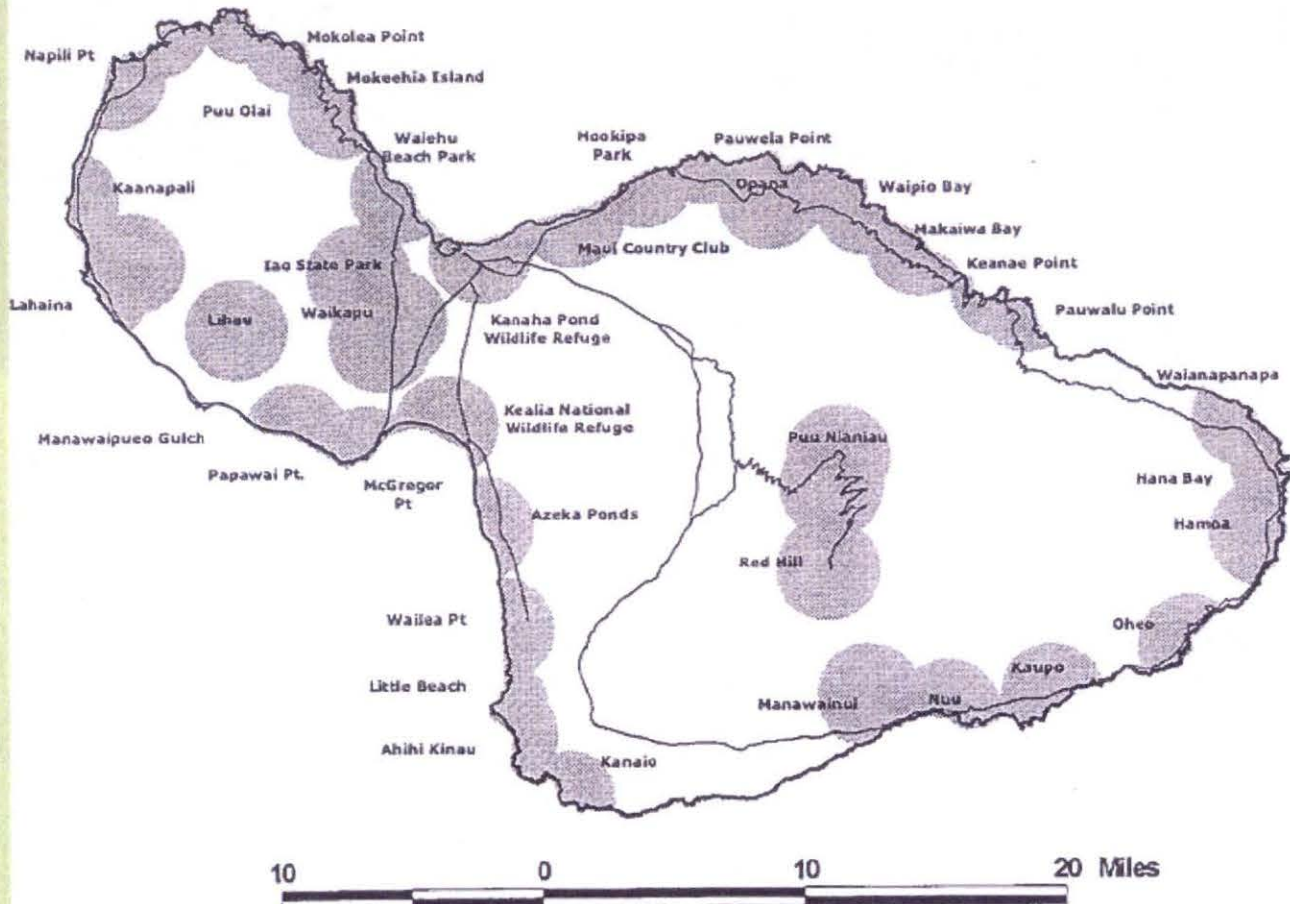 Mokolea Point
Napili Pt
Mokeehia Island
Puu Olai
Waiehu
Beach Park
Hookipa
Park
Pauwela Point
Kaanapali
Opana
Waipio Bay
Makaiwa Bay
Iao State Park
Maui Country Club
Keanae Point
Lahaina
Lihau
Waikapu
Kanaha Pond
Wildlife Refuge
Pauwalu Point
Waianapanapa
Manawaipueo Gulch
Kealia National
Wildlife Refuge
Puu Nianiau
Papawai Pt.
McGregor
Pt
Hana Bay
Azeka Ponds
Hamoa
Red Hill
Wailea Pt
Oheo
Little Beach
Kaupo
Manawainui
Nuu
Ahihi Kinau
Kanaio
10 0 10 20 Miles